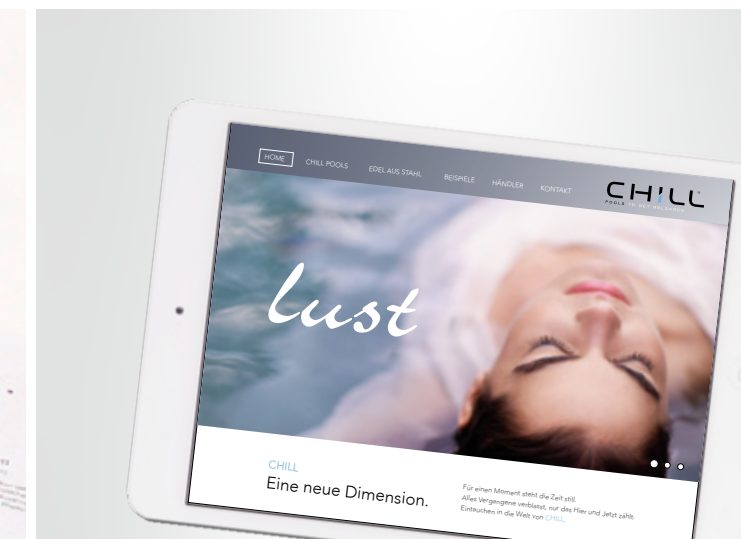 HOME CHILL POOLS EDEL AUS STAHL BEISPIELE HÄNDLER KONTAKT
CHILL
POOLS
lust
CHILL
Eine neue Dimension.
Für einen Moment steht die Zeit still.
Alles Vergangene verblasst, nur das Hier und Jetzt zählt.
Eintauchen in die Welt von CHILL.